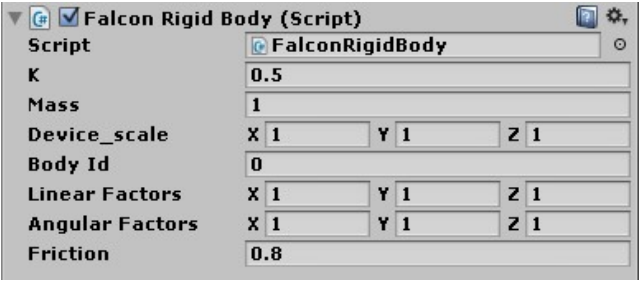 Falcon Rigid Body (Script)
Script FalconRigidBody
K 0.5
Mass 1
Device_scale X 1 Y 1 Z 1
Body Id 0
Linear Factors X 1 Y 1 Z 1
Angular Factors X 1 Y 1 Z 1
Friction 0.8